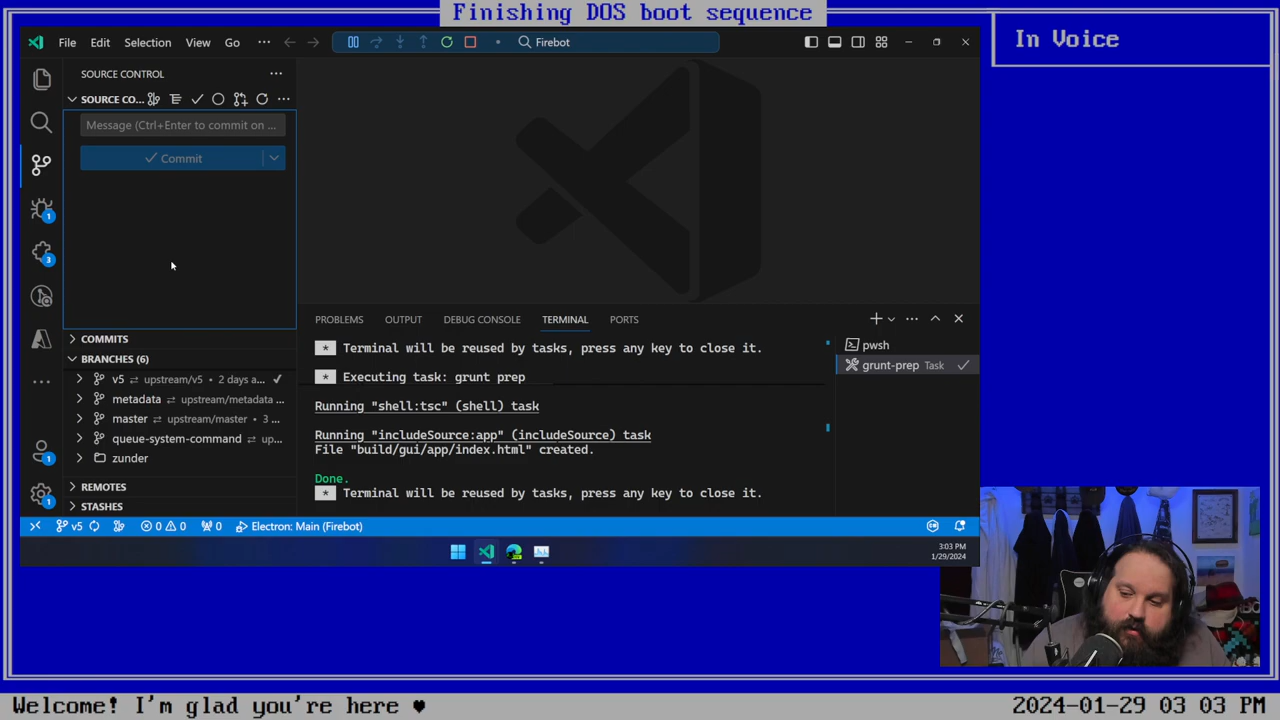 Finishing DOS boot sequence
In Voice
File Edit Selection View Go
Firebot
SOURCE CONTROL
SOURCE CO...
Message (Ctrl+Enter to commit on ...
Commit
1
3
COMMITS
BRANCHES (6)
v5 upstream/v5 • 2 days a...
metadata upstream/metadata ...
master upstream/master • 3 ...
queue-system-command up...
zunder
REMOTES
STASHES
1
1
PROBLEMS OUTPUT DEBUG CONSOLE TERMINAL PORTS
* Terminal will be reused by tasks, press any key to close it.
* Executing task: grunt prep
Running "shell:tsc" (shell) task
Running "includeSource:app" (includeSource) task
File "build/gui/app/index.html" created.
Done.
* Terminal will be reused by tasks, press any key to close it.
pwsh
grunt-prep Task
v5 0 0 0 Electron: Main (Firebot)
3:03 PM
1/29/2024
Welcome! I'm glad you're here ♥
2024-01-29 03 03 PM